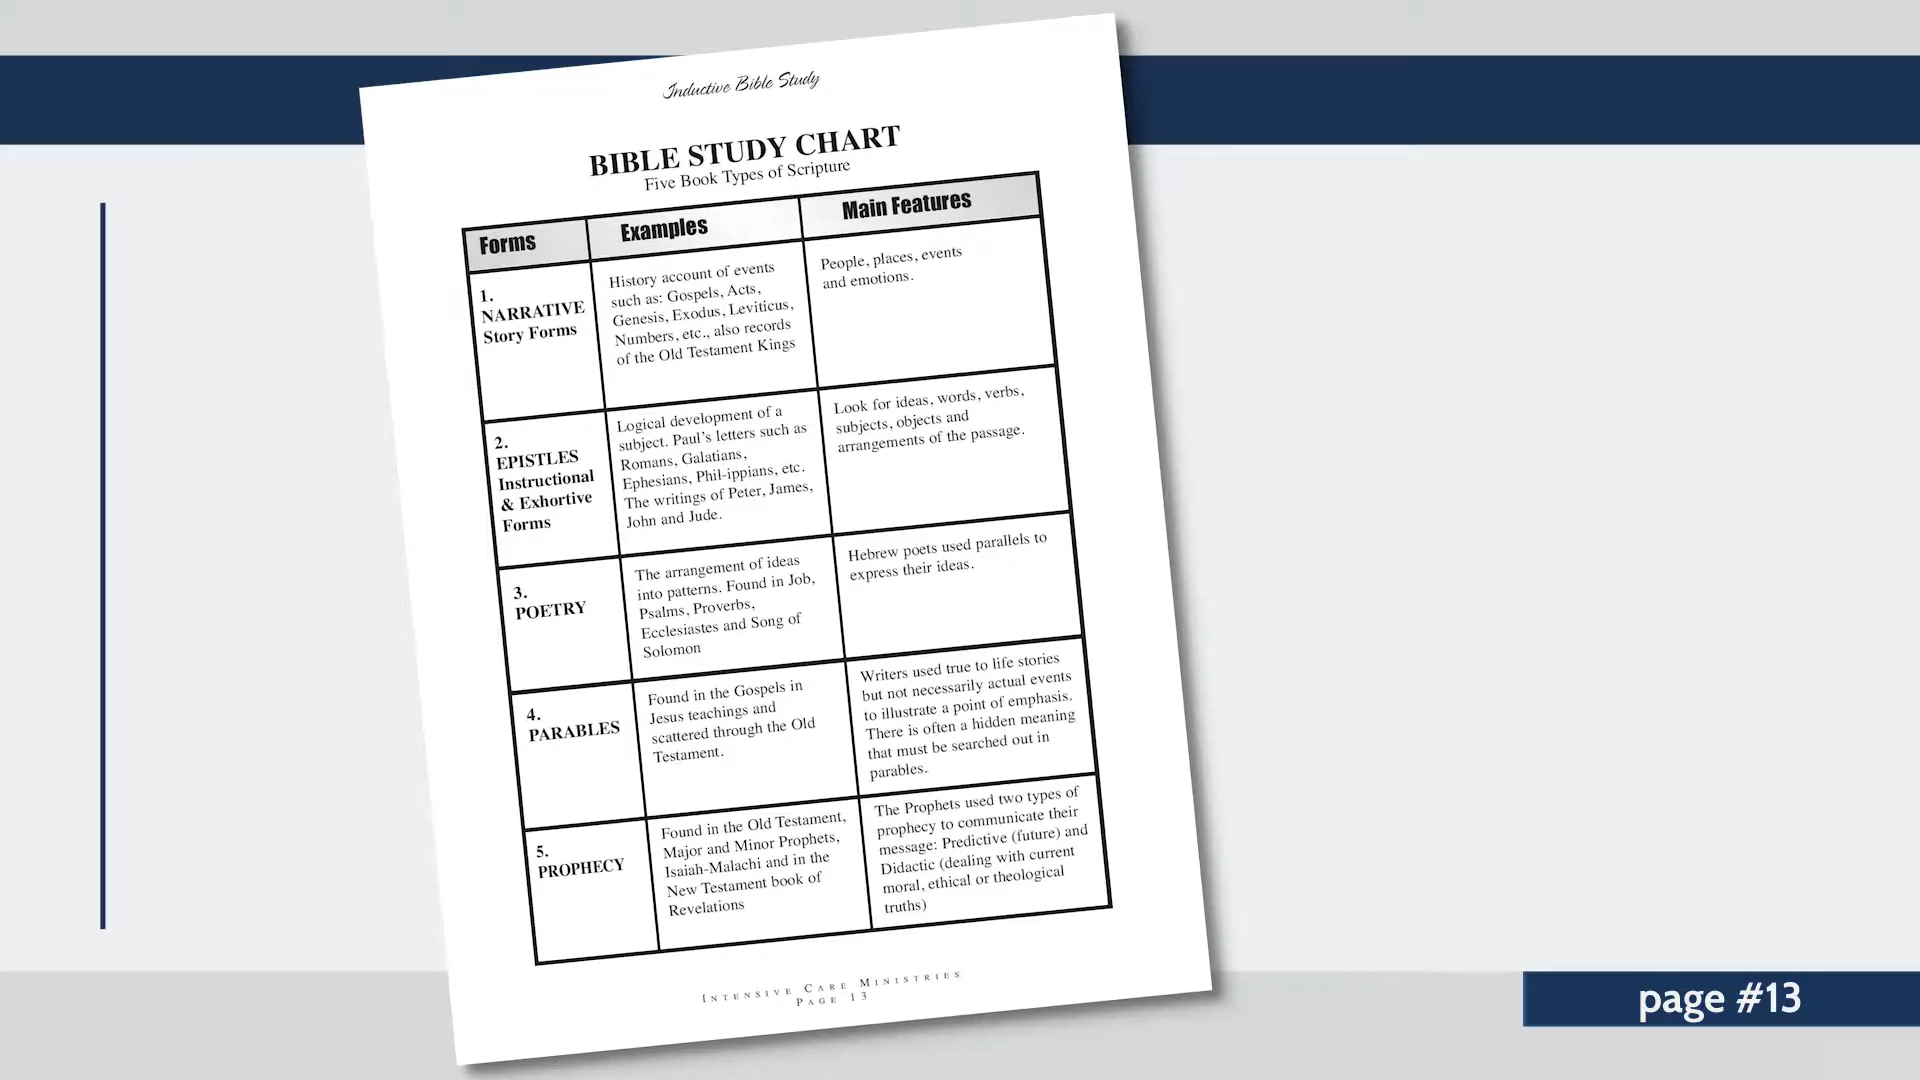 Inductive Bible Study
BIBLE STUDY CHART
Five Book Types of Scripture
Forms
Examples
Main Features
1.
NARRATIVE
Story Forms
History account of events
such as: Gospels, Acts,
Genesis, Exodus, Leviticus,
Numbers, etc., also records
of the Old Testament Kings
People, places, events
and emotions.
2.
EPISTLES
Instructional
& Exhortive
Forms
Logical development of a
subject. Paul's letters such as
Romans, Galatians,
Ephesians, Phil-ippians, etc.
The writings of Peter, James,
John and Jude.
Look for ideas, words, verbs,
subjects, objects and
arrangements of the passage.
3.
POETRY
The arrangement of ideas
into patterns. Found in Job,
Psalms, Proverbs,
Ecclesiastes and Song of
Solomon
Hebrew poets used parallels to
express their ideas.
4.
PARABLES
Found in the Gospels in
Jesus teachings and
scattered through the Old
Testament.
Writers used true to life stories
but not necessarily actual events
to illustrate a point of emphasis.
There is often a hidden meaning
that must be searched out in
parables.
5.
PROPHECY
Found in the Old Testament,
Major and Minor Prophets,
Isaiah-Malachi and in the
New Testament book of
Revelations
The Prophets used two types of
prophecy to communicate their
message: Predictive (future) and
Didactic (dealing with current
moral, ethical or theological
truths)
INTENSIVE CARE MINISTRIES
PAGE 13
page #13